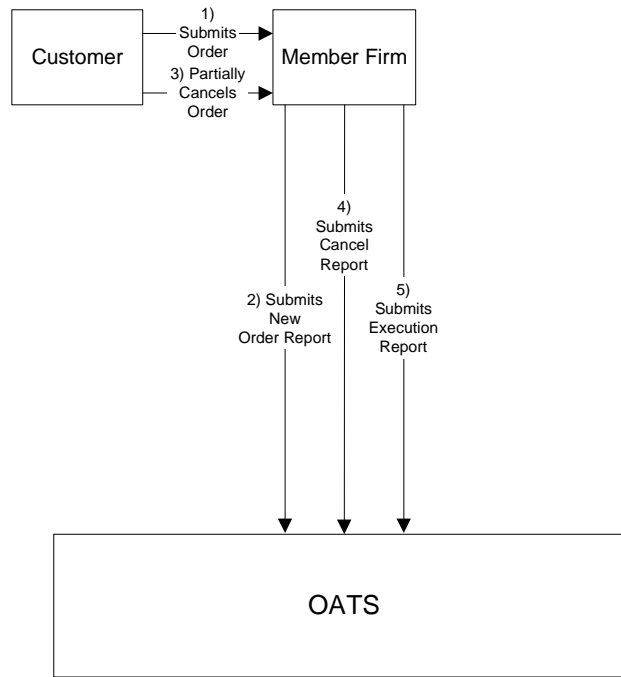 1)
Submits
Order
Customer
Member Firm
3) Partially
Cancels
Order
4)
Submits
Cancel
Report
2) Submits
New
Order Report
5)
Submits
Execution
Report
OATS